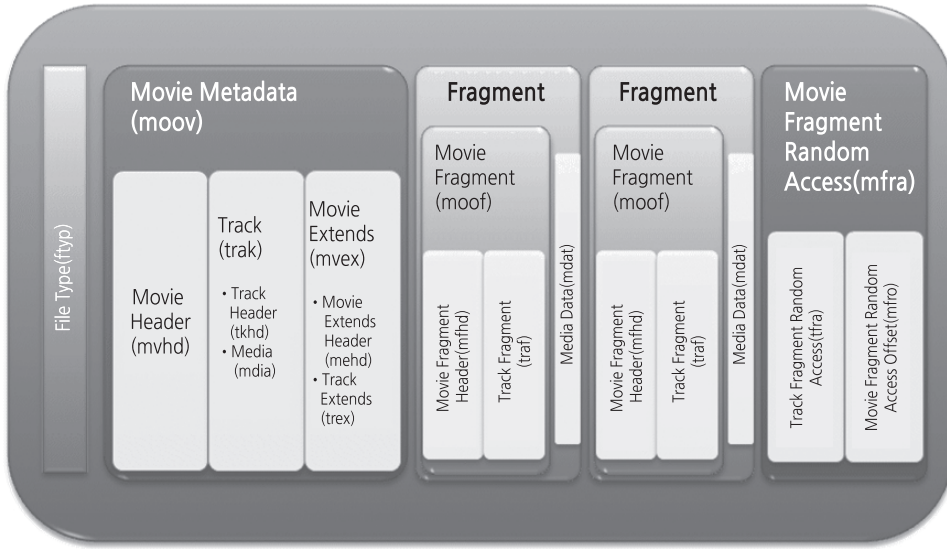 File Type(ftyp)
Movie Metadata
(moov)
Movie
Header
(mvhd)
Track
(trak)
• Track
Header
(tkhd)
• Media
(mdia)
Movie
Extends
(mvex)
• Movie
Extends
Header
(mehd)
• Track
Extends
(trex)
Fragment
Movie
Fragment
(moof)
Movie Fragment
Header(mfhd)
Track Fragment
(traf)
Media Data(mdat)
Fragment
Movie
Fragment
(moof)
Movie Fragment
Header(mfhd)
Track Fragment
(traf)
Media Data(mdat)
Movie
Fragment
Random
Access(mfra)
Track Fragment Random
Access(tfra)
Movie Fragment Random
Access Offset(mfro)